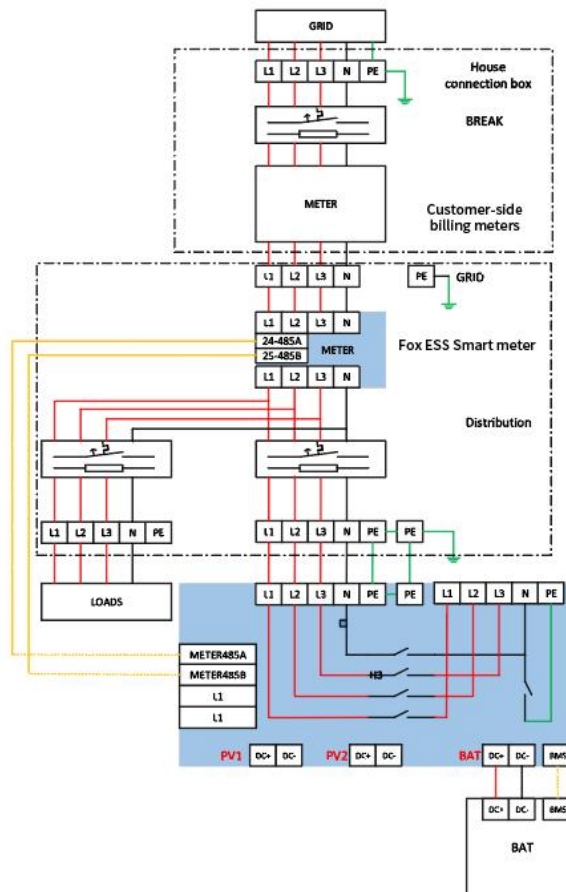 GRID
L1 L2 L3 N PE
House
connection box
BREAK
METER
Customer-side
billing meters
L1 L2 L3 N
PE GRID
L1 L2 L3 N
24-485A
25-485B
METER
Fox ESS Smart meter
L1 L2 L3 N
Distribution
L1 L2 L3 N PE
L1 L2 L3 N PE PE
LOADS
L1 L2 L3 N PE PE
L1 L2 L3 N PE
METER485A
METER485B
L1
L1
H3
PV1 DC+ DC-
PV2 DC+ DC-
BAT DC+ DC- BMS
DC+ DC- BMS
BAT